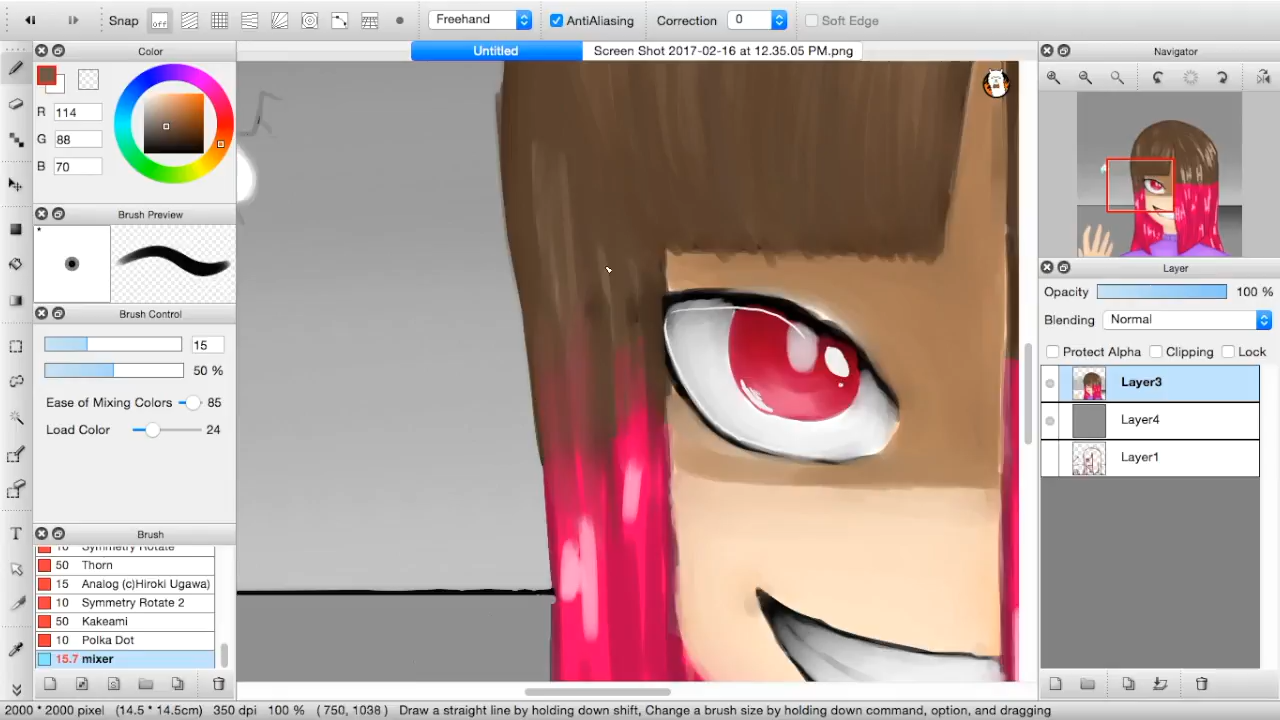 Snap
off
Freehand
AntiAliasing
Correction
0
Soft Edge
Color
Untitled
Screen Shot 2017-02-16 at 12.35.05 PM.png
Navigator
R 114
G 88
B 70
Brush Preview
*
Brush Control
15
50 %
Ease of Mixing Colors 85
Load Color 24
Layer
Opacity 100 %
Blending Normal
Protect Alpha Clipping Lock
Layer3
Layer4
Layer1
Brush
10 Symmetry Rotate
50 Thorn
15 Analog (c)Hiroki Ugawa)
10 Symmetry Rotate 2
50 Kakeami
10 Polka Dot
15.7 mixer
T
2000 * 2000 pixel (14.5 * 14.5cm) 350 dpi 100 % ( 750, 1038 ) Draw a straight line by holding down shift, Change a brush size by holding down command, option, and dragging